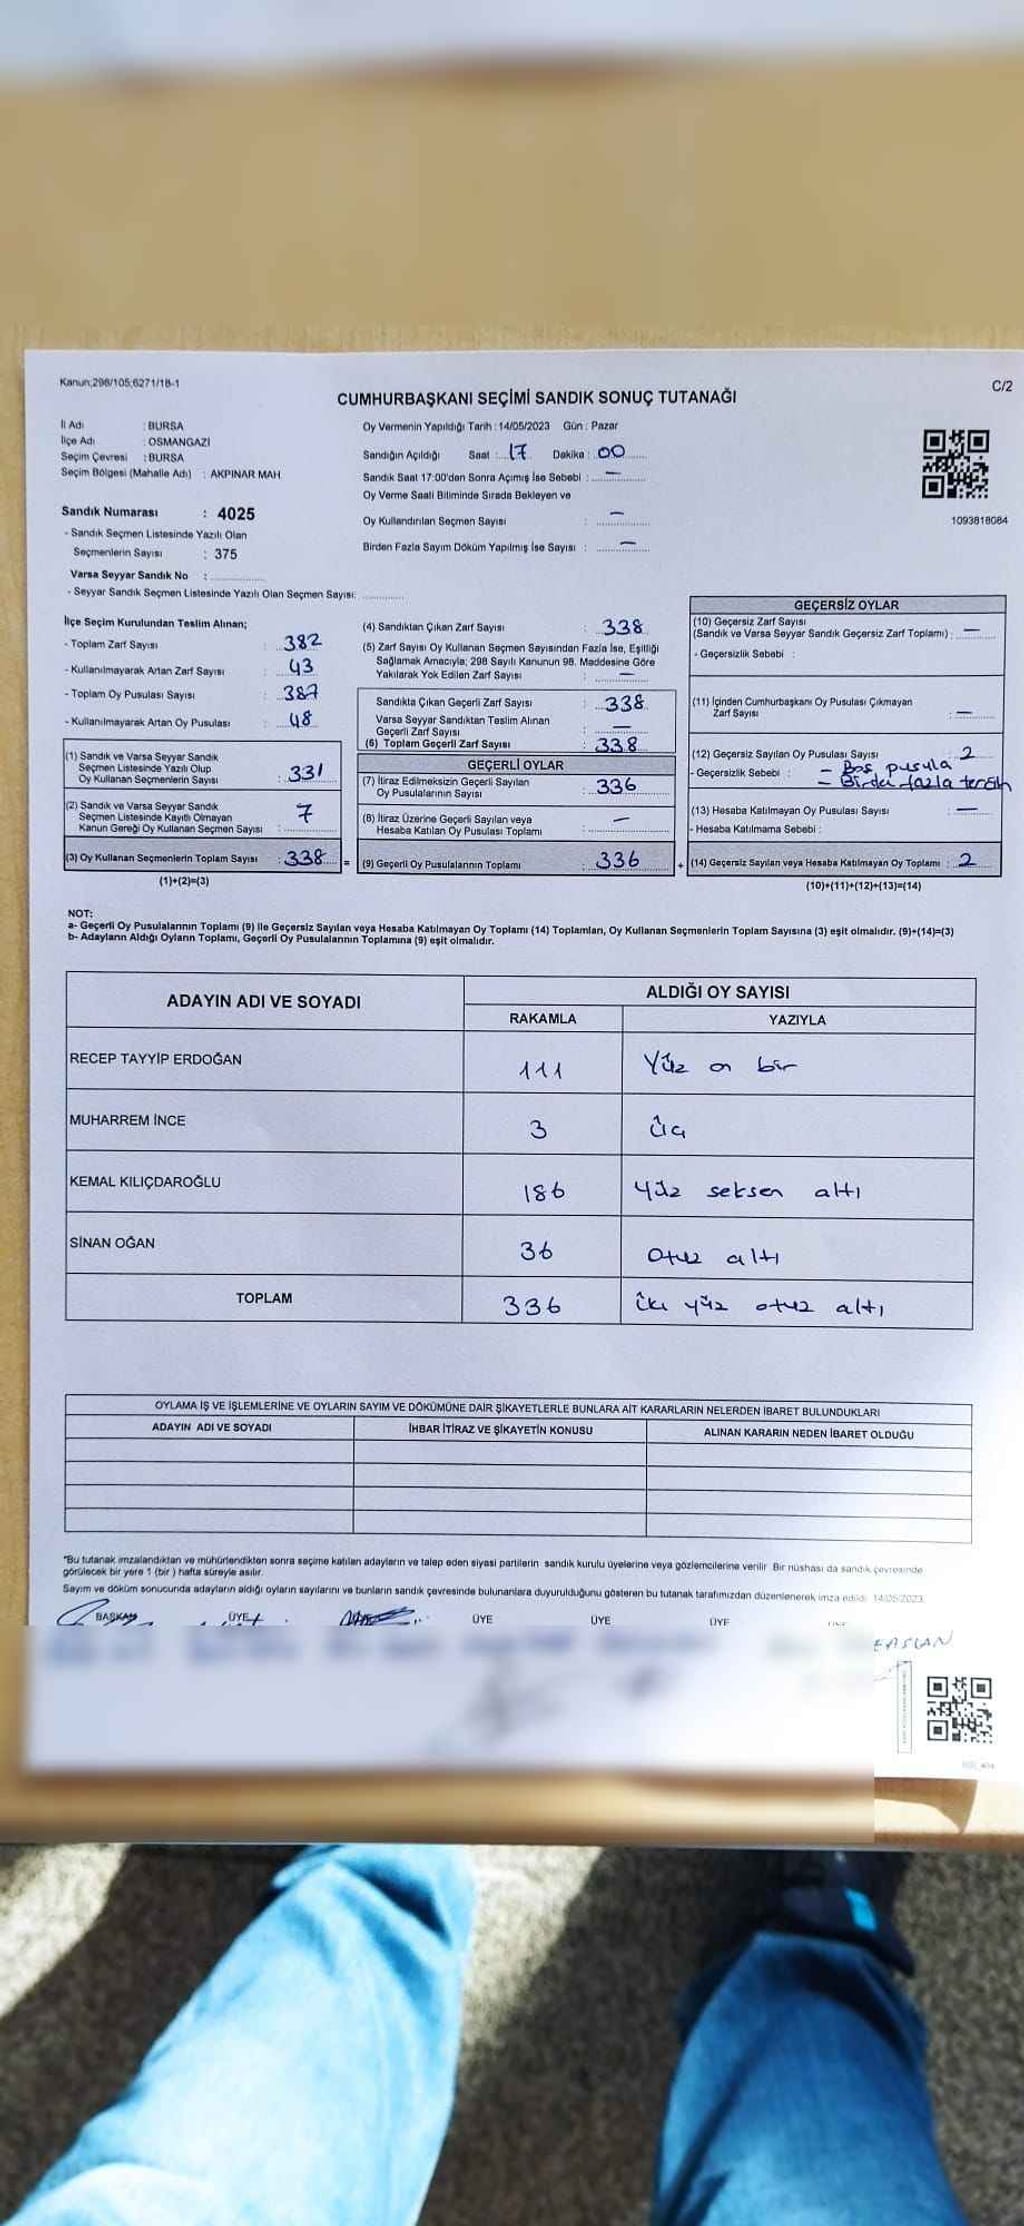 Kanun;298/105;6271/18-1
C/2
CUMHURBAŞKANI SEÇİMİ SANDIK SONUÇ TUTANAĞI
İl Adı : BURSA
İlçe Adı : OSMANGAZİ
Seçim Çevresi : BURSA
Seçim Bölgesi (Mahalle Adı) : AKPINAR MAH.
Sandık Numarası : 4025
- Sandık Seçmen Listesinde Yazılı Olan
Seçmenlerin Sayısı : 375
Varsa Seyyar Sandık No :
- Seyyar Sandık Seçmen Listesinde Yazılı Olan Seçmen Sayısı:
Oy Vermenin Yapıldığı Tarih : 14/05/2023 Gün : Pazar
Sandığın Açıldığı Saat : 17 Dakika : 00
Sandık Saat 17:00'den Sonra Açımış İse Sebebi : —
Oy Verme Saati Bitiminde Sırada Bekleyen ve
Oy Kullandırılan Seçmen Sayısı : —
Birden Fazla Sayım Döküm Yapılmış İse Sayısı : —
1093818084
İlçe Seçim Kurulundan Teslim Alınan;
- Toplam Zarf Sayısı : 382
- Kullanılmayarak Artan Zarf Sayısı : 43
- Toplam Oy Pusulası Sayısı : 387
- Kullanılmayarak Artan Oy Pusulası : 48
(1) Sandık ve Varsa Seyyar Sandık
Seçmen Listesinde Yazılı Olup
Oy Kullanan Seçmenlerin Sayısı : 331
(2) Sandık ve Varsa Seyyar Sandık
Seçmen Listesinde Kayıtlı Olmayan
Kanun Gereği Oy Kullanan Seçmen Sayısı : 7
(3) Oy Kullanan Seçmenlerin Toplam Sayısı : 338 =
(1)+(2)=(3)
(4) Sandıktan Çıkan Zarf Sayısı : 338
(5) Zarf Sayısı Oy Kullanan Seçmen Sayısından Fazla İse, Eşitliği
Sağlamak Amacıyla; 298 Sayılı Kanunun 98. Maddesine Göre
Yakılarak Yok Edilen Zarf Sayısı : —
Sandıkta Çıkan Geçerli Zarf Sayısı : 338
Varsa Seyyar Sandıktan Teslim Alınan
Geçerli Zarf Sayısı : —
(6) Toplam Geçerli Zarf Sayısı : 338
GEÇERLİ OYLAR
(7) İtiraz Edilmeksizin Geçerli Sayılan
Oy Pusulalarının Sayısı : 336
(8) İtiraz Üzerine Geçerli Sayılan veya
Hesaba Katılan Oy Pusulası Toplamı : —
(9) Geçerli Oy Pusulalarının Toplamı : 336 +
GEÇERSİZ OYLAR
(10) Geçersiz Zarf Sayısı
(Sandık ve Varsa Seyyar Sandık Geçersiz Zarf Toplamı) : —
- Geçersizlik Sebebi :
(11) İçinden Cumhurbaşkanı Oy Pusulası Çıkmayan
Zarf Sayısı : —
(12) Geçersiz Sayılan Oy Pusulası Sayısı : 2
- Geçersizlik Sebebi : – Boş pusula
– Birden fazla tercih
(13) Hesaba Katılmayan Oy Pusulası Sayısı : —
- Hesaba Katılmama Sebebi :
(14) Geçersiz Sayılan veya Hesaba Katılmayan Oy Toplamı : 2
(10)+(11)+(12)+(13)=(14)
NOT:
a- Geçerli Oy Pusulalarının Toplamı (9) ile Geçersiz Sayılan veya Hesaba Katılmayan Oy Toplamı (14) Toplamları, Oy Kullanan Seçmenlerin Toplam Sayısına (3) eşit olmalıdır. (9)+(14)=(3)
b- Adayların Aldığı Oyların Toplamı, Geçerli Oy Pusulalarının Toplamına (9) eşit olmalıdır.
ADAYIN ADI VE SOYADI ALDIĞI OY SAYISI
RAKAMLA YAZIYLA
RECEP TAYYİP ERDOĞAN 111 Yüz on bir
MUHARREM İNCE 3 üç
KEMAL KILIÇDAROĞLU 186 Yüz seksen altı
SİNAN OĞAN 36 otuz altı
TOPLAM 336 iki yüz otuz altı
OYLAMA İŞ VE İŞLEMLERİNE VE OYLARIN SAYIM VE DÖKÜMÜNE DAİR ŞİKAYETLERLE BUNLARA AİT KARARLARIN NELERDEN İBARET BULUNDUKLARI
ADAYIN ADI VE SOYADI İHBAR İTİRAZ VE ŞİKAYETİN KONUSU ALINAN KARARIN NEDEN İBARET OLDUĞU
*Bu tutanak imzalandıktan ve mühürlendikten sonra seçime katılan adayların ve talep eden siyasi partilerin sandık kurulu üyelerine veya gözlemcilerine verilir. Bir nüshası da sandık çevresinde
görülecek bir yere 1 (bir) hafta süreyle asılır.
Sayım ve döküm sonucunda adayların aldığı oyların sayılarını ve bunların sandık çevresinde bulunanlara duyurulduğunu gösteren bu tutanak tarafımızdan düzenlenerek imza edildi. 14/05/2023
BAŞKAN ÜYE ÜYE ÜYE ÜYE